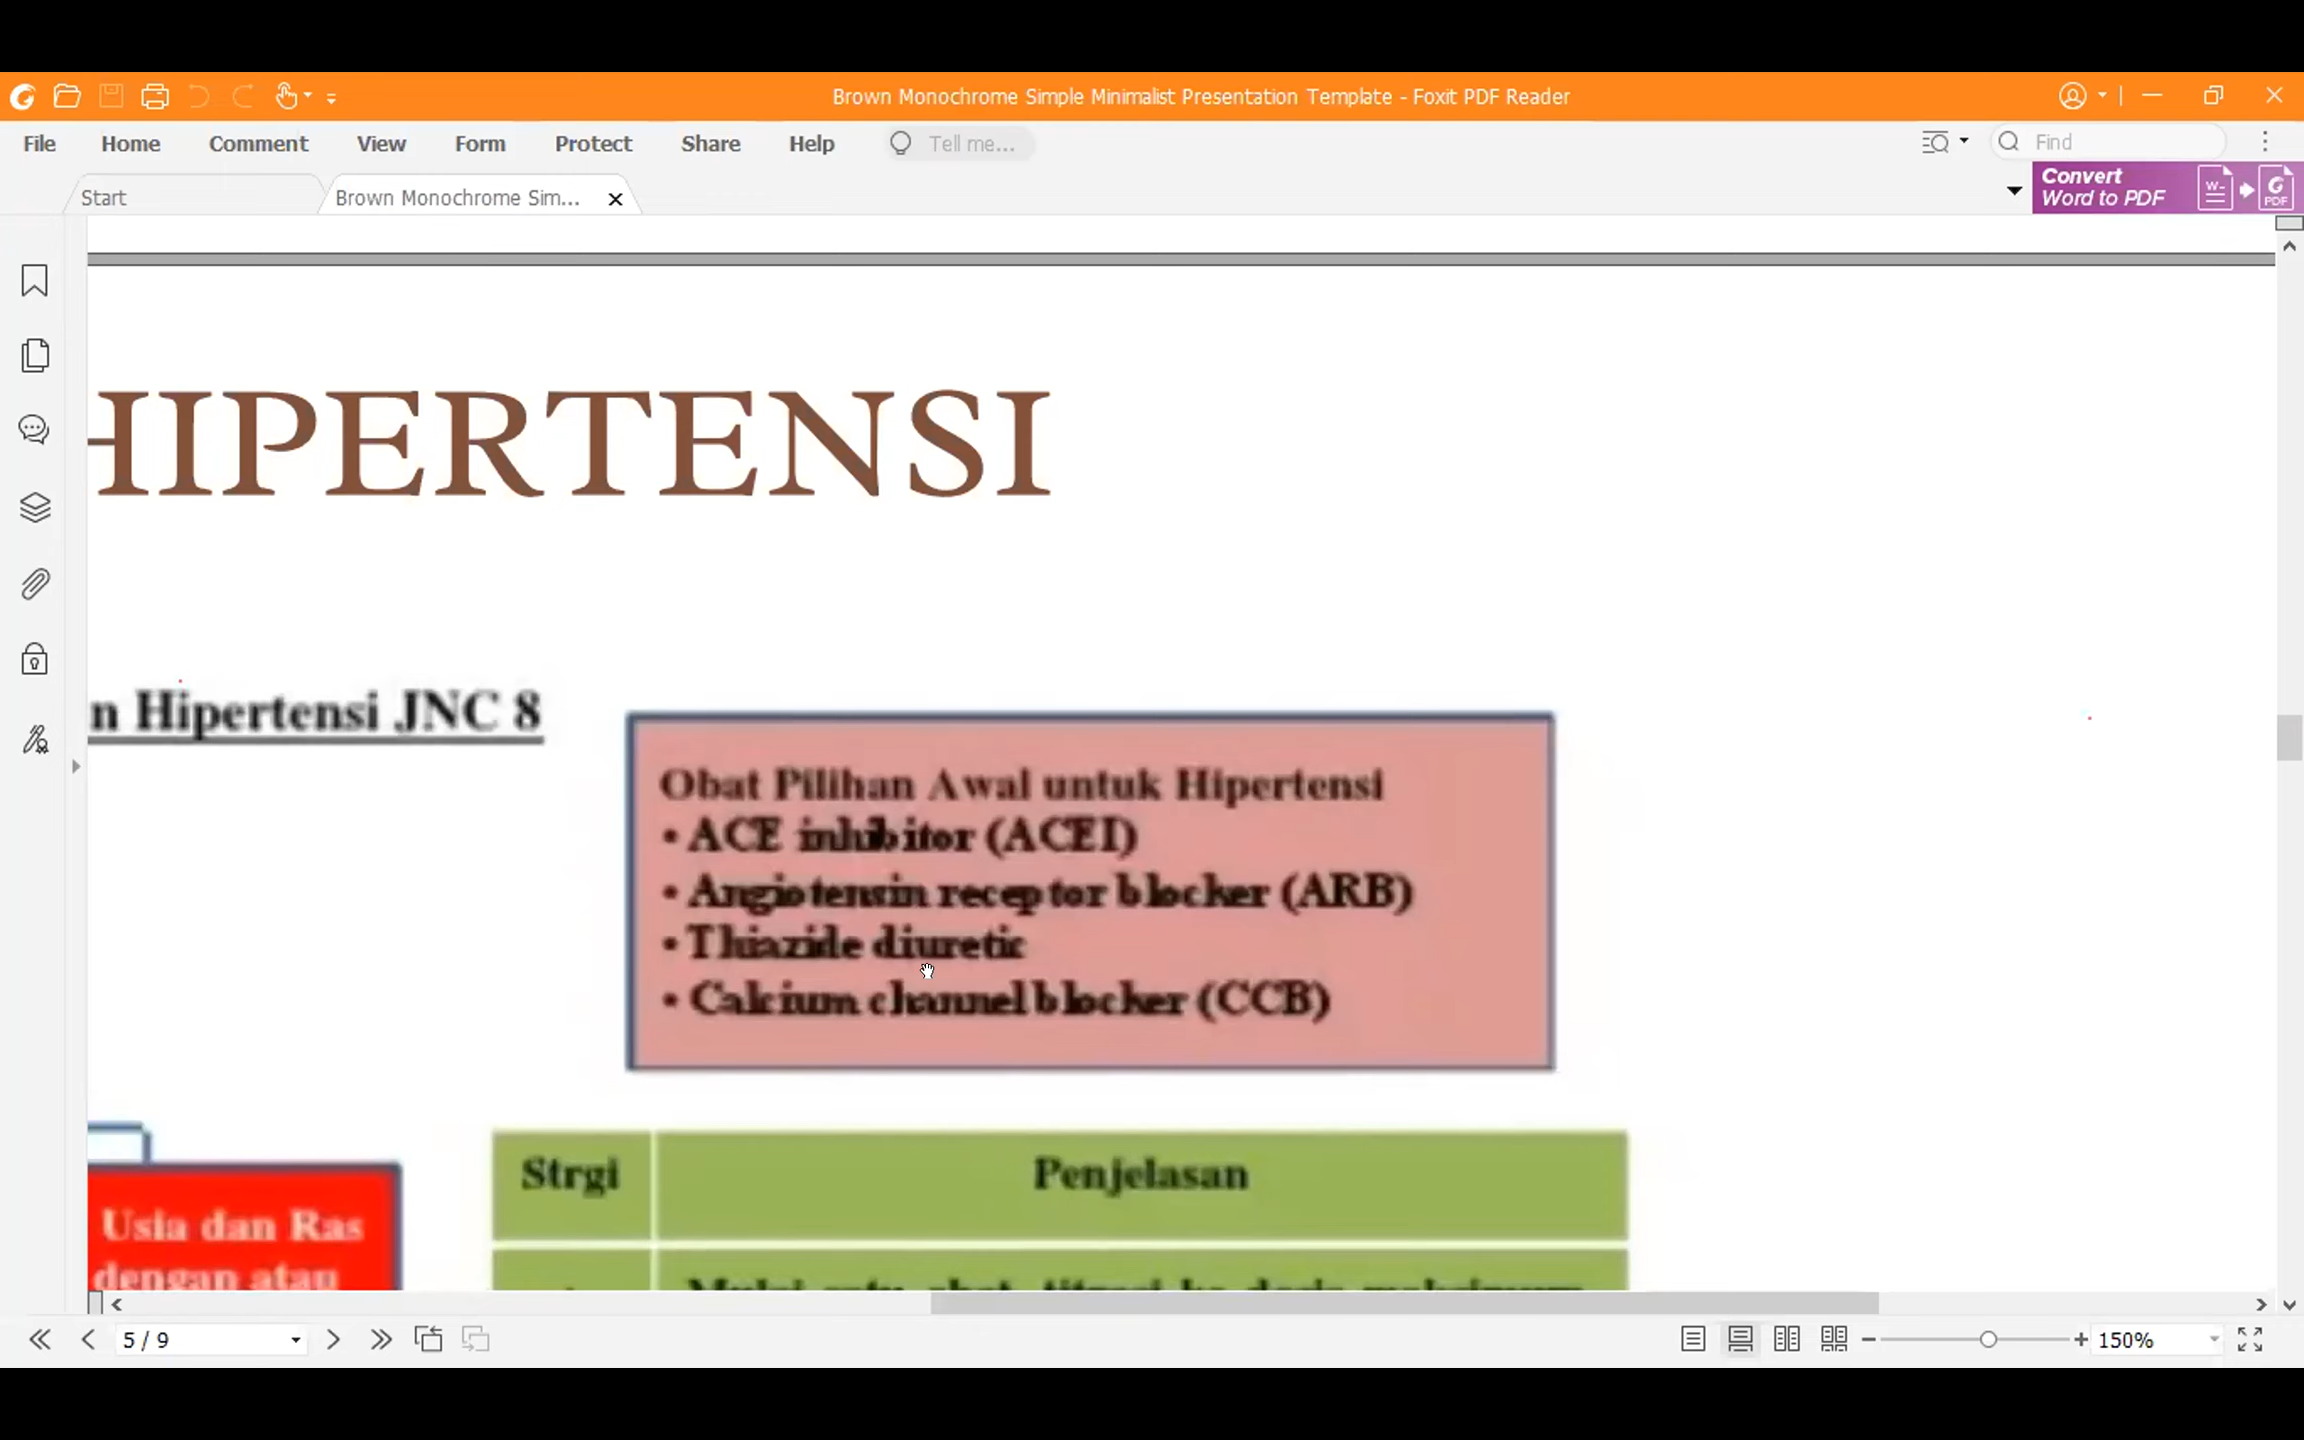 Brown Monochrome Simple Minimalist Presentation Template - Foxit PDF Reader
File Home Comment View Form Protect Share Help Tell me... Find
Start Brown Monochrome Sim... Convert
Word to PDF
PDF
HIPERTENSI
n Hipertensi JNC 8
Obat Pilihan Awal untuk Hipertensi
• ACE inhibitor (ACEI)
• Angiotensin receptor blocker (ARB)
• Thiazide diuretic
• Calcium channel blocker (CCB)
Strgi Penjelasan
Usia dan Ras
dengan atau
5 / 9 150%